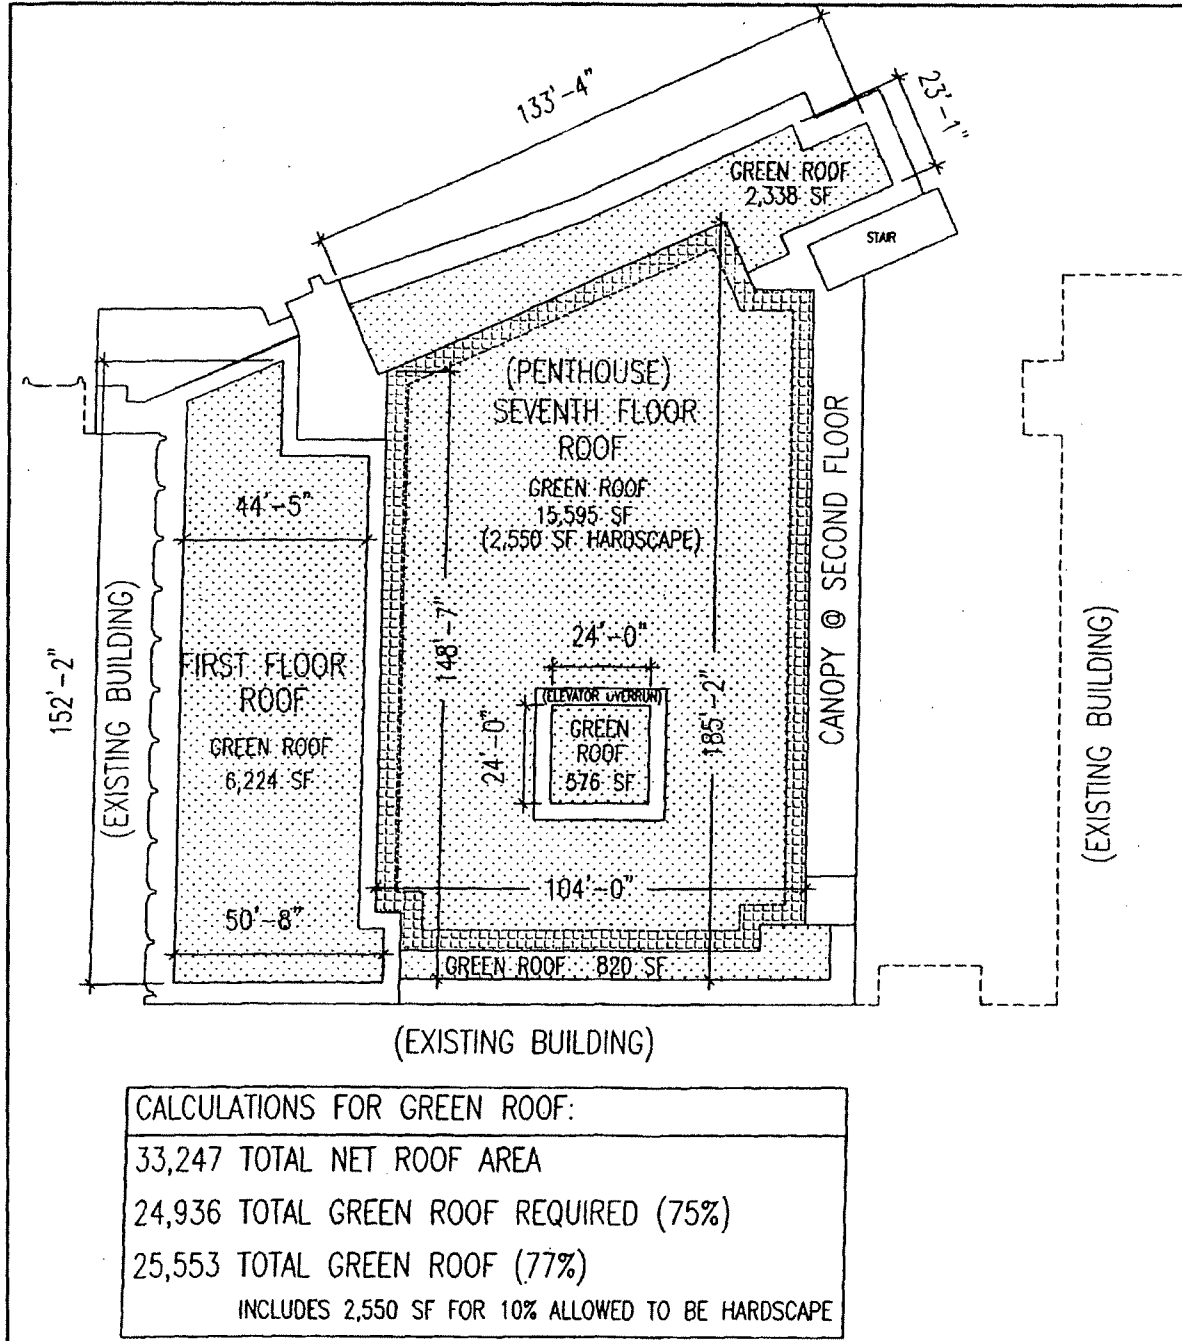 133'-4"
23'-1"
GREEN ROOF
2,338 SF
STAIR
(PENTHOUSE)
SEVENTH FLOOR
ROOF
GREEN ROOF
15,595 SF
(2,550 SF HARDSCAPE)
44'-5"
CANOPY @ SECOND FLOOR
(EXISTING BUILDING)
152'-2"
(EXISTING BUILDING)
FIRST FLOOR
ROOF
GREEN ROOF
6,224 SF
148'-7"
24'-0"
(ELEVATOR OVERRUN)
24'-0"
GREEN
ROOF
576 SF
185'-2"
104'-0"
50'-8"
GREEN ROOF 820 SF
(EXISTING BUILDING)
CALCULATIONS FOR GREEN ROOF:
33,247 TOTAL NET ROOF AREA
24,936 TOTAL GREEN ROOF REQUIRED (75%)
25,553 TOTAL GREEN ROOF (77%)
INCLUDES 2,550 SF FOR 10% ALLOWED TO BE HARDSCAPE